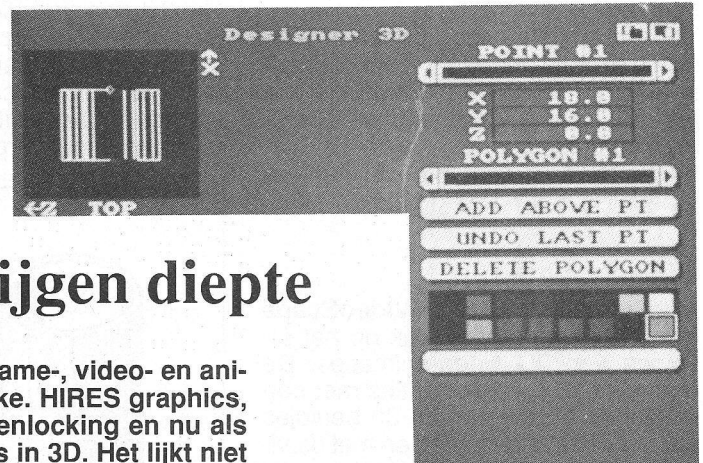 Designer 3D
POINT #1
X 18.0
Y 16.0
Z 0.0
POLYGON #1
X
←Z TOP
ADD ABOVE PT
UNDO LAST PT
DELETE POLYGON
ijgen diepte
ame-, video- en ani-
ke. HIRES graphics,
enlocking en nu als
s in 3D. Het lijkt niet